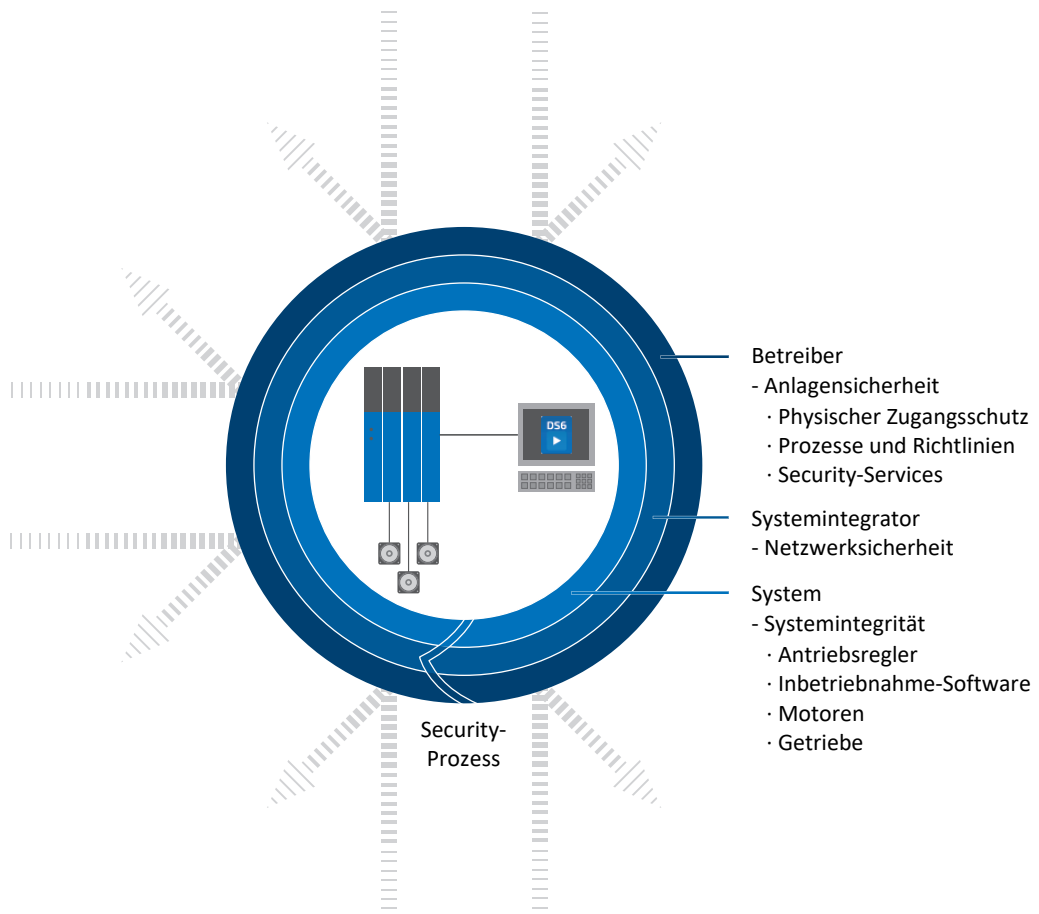 DS6
Betreiber
- Anlagensicherheit
· Physischer Zugangsschutz
· Prozesse und Richtlinien
· Security-Services
Systemintegrator
- Netzwerksicherheit
System
- Systemintegrität
· Antriebsregler
· Inbetriebnahme-Software
· Motoren
· Getriebe
Security-
Prozess